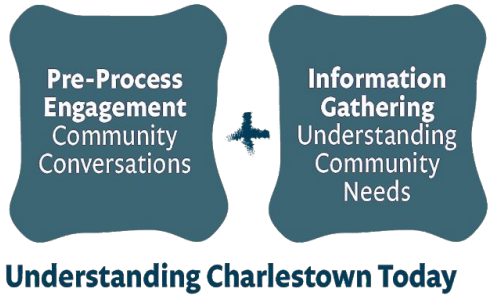 Pre-Process
Engagement
Community
Conversations
+
Information
Gathering
Understanding
Community
Needs
Understanding Charlestown Today